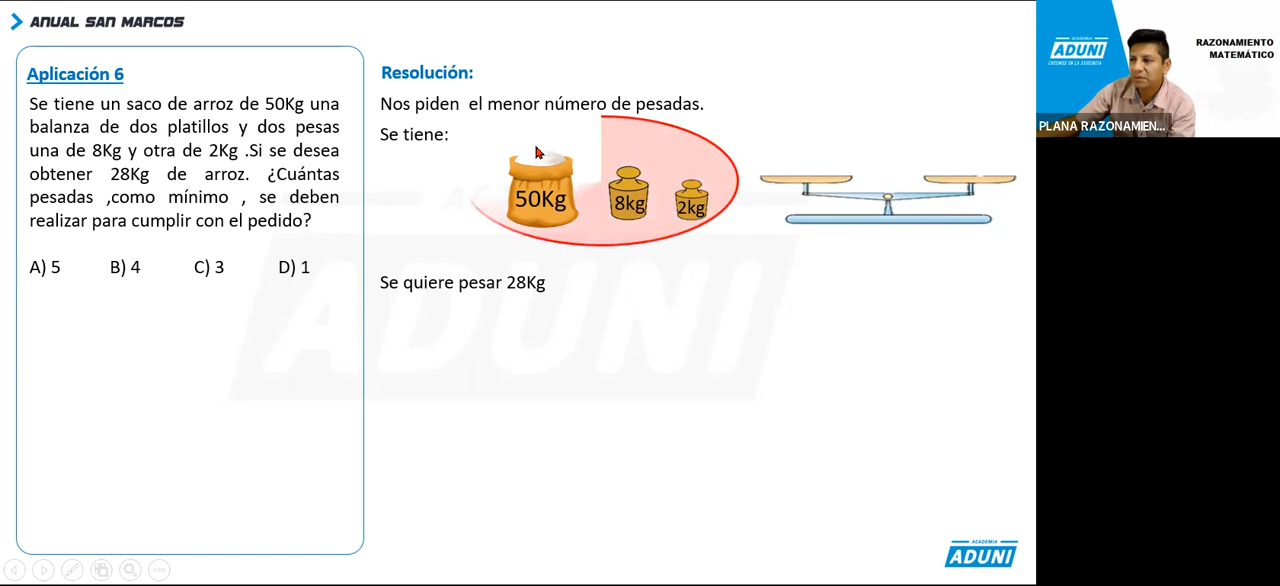 ANUAL SAN MARCOS
Aplicación 6
Se tiene un saco de arroz de 50Kg una
balanza de dos platillos y dos pesas
una de 8Kg y otra de 2Kg .Si se desea
obtener 28Kg de arroz. ¿Cuántas
pesadas ,como mínimo , se deben
realizar para cumplir con el pedido?
A) 5 B) 4 C) 3 D) 1
Resolución:
Nos piden el menor número de pesadas.
Se tiene:
50Kg
8kg
2kg
Se quiere pesar 28Kg
ADUNI
ACADEMIA
ADUNI
ACADEMIA
ADUNI
RAZONAMIENTO
MATEMÁTICO
PLANA RAZONAMIEN...